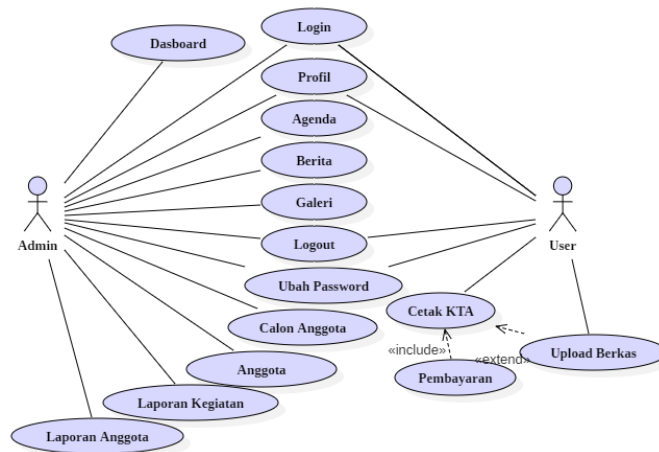 Login
Dasboard
Profil
Agenda
Berita
Galeri
Admin
User
Logout
Ubah Password
Cetak KTA
Calon Anggota
«include»
«extend»
Upload Berkas
Anggota
Pembayaran
Laporan Kegiatan
Laporan Anggota